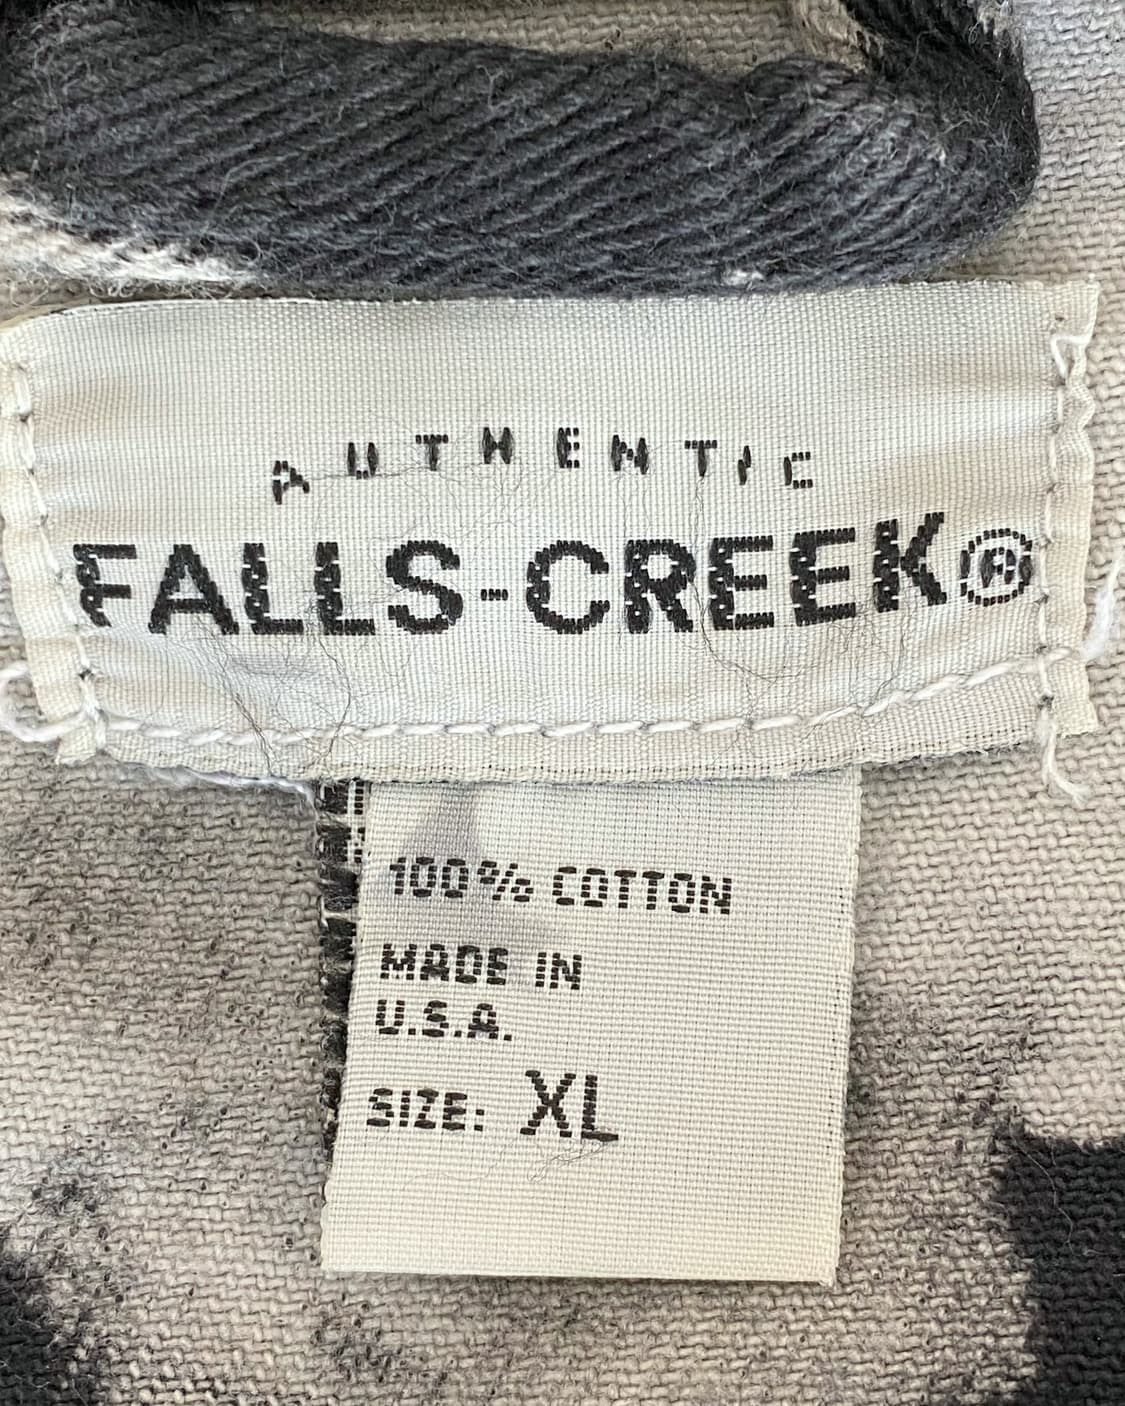 AUTHENTIC
FALLS-CREEK®
100% COTTON
MADE IN
U.S.A.
SIZE: XL